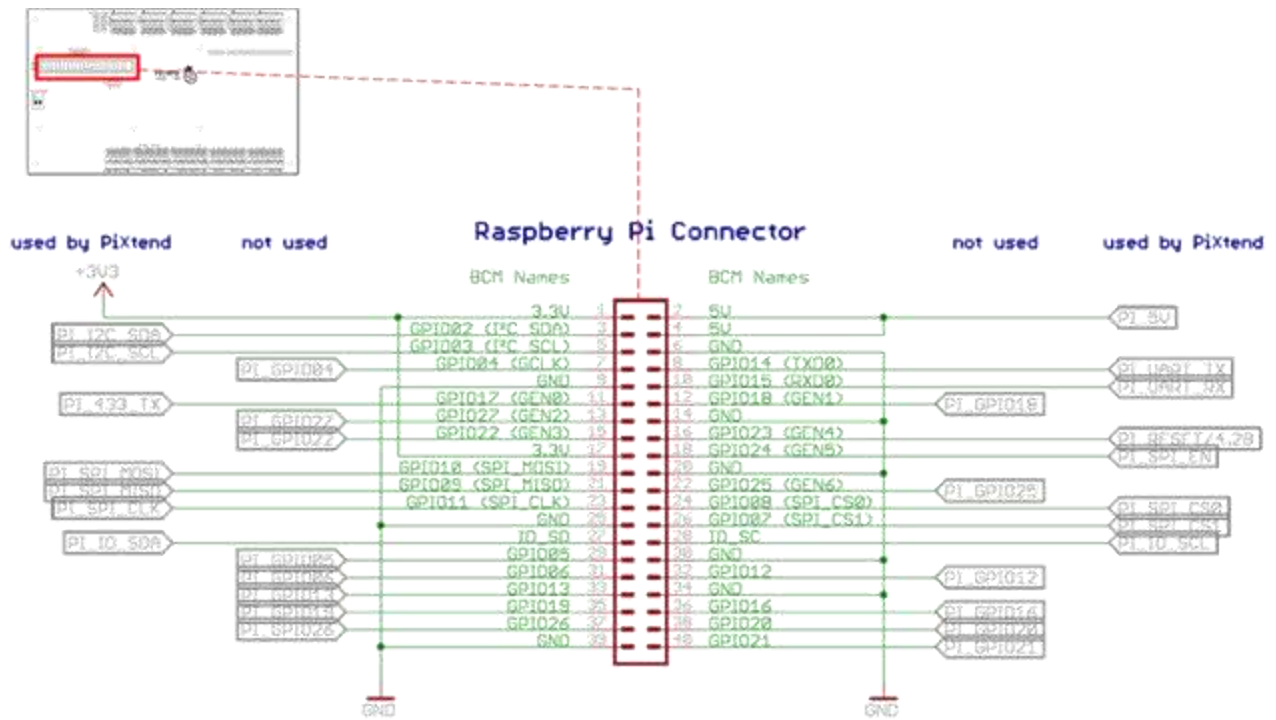 Raspberry Pi Connector
used by PiXtend not used not used used by PiXtend
BCM Names BCM Names
+3V3
3.3V 1 2 5V PI_5V
PI_I2C_SDA GPIO02 (I²C_SDA) 3 4 5V
PI_I2C_SCL GPIO03 (I²C_SCL) 5 6 GND
PI_GPIO04 GPIO04 (GCLK) 7 8 GPIO14 (TXD0) PI_UART_TX
GND 9 10 GPIO15 (RXD0) PI_UART_RX
PI_433_TX GPIO17 (GEN0) 11 12 GPIO18 (GEN1) PI_GPIO18
PI_GPIO27 GPIO27 (GEN2) 13 14 GND
PI_GPIO22 GPIO22 (GEN3) 15 16 GPIO23 (GEN4) PI_RESET/4.2B
3.3V 17 18 GPIO24 (GEN5) PI_SPI_EN
PI_SPI_MOSI GPIO10 (SPI_MOSI) 19 20 GND
PI_SPI_MISO GPIO09 (SPI_MISO) 21 22 GPIO25 (GEN6) PI_GPIO25
PI_SPI_CLK GPIO11 (SPI_CLK) 23 24 GPIO08 (SPI_CS0) PI_SPI_CS0
GND 25 26 GPIO07 (SPI_CS1) PI_SPI_CS1
PI_ID_SDA ID_SD 27 28 ID_SC PI_ID_SCL
PI_GPIO05 GPIO05 29 30 GND
PI_GPIO06 GPIO06 31 32 GPIO12 PI_GPIO12
PI_GPIO13 GPIO13 33 34 GND
PI_GPIO19 GPIO19 35 36 GPIO16 PI_GPIO16
PI_GPIO26 GPIO26 37 38 GPIO20 PI_GPIO20
GND 39 40 GPIO21 PI_GPIO21
GND GND